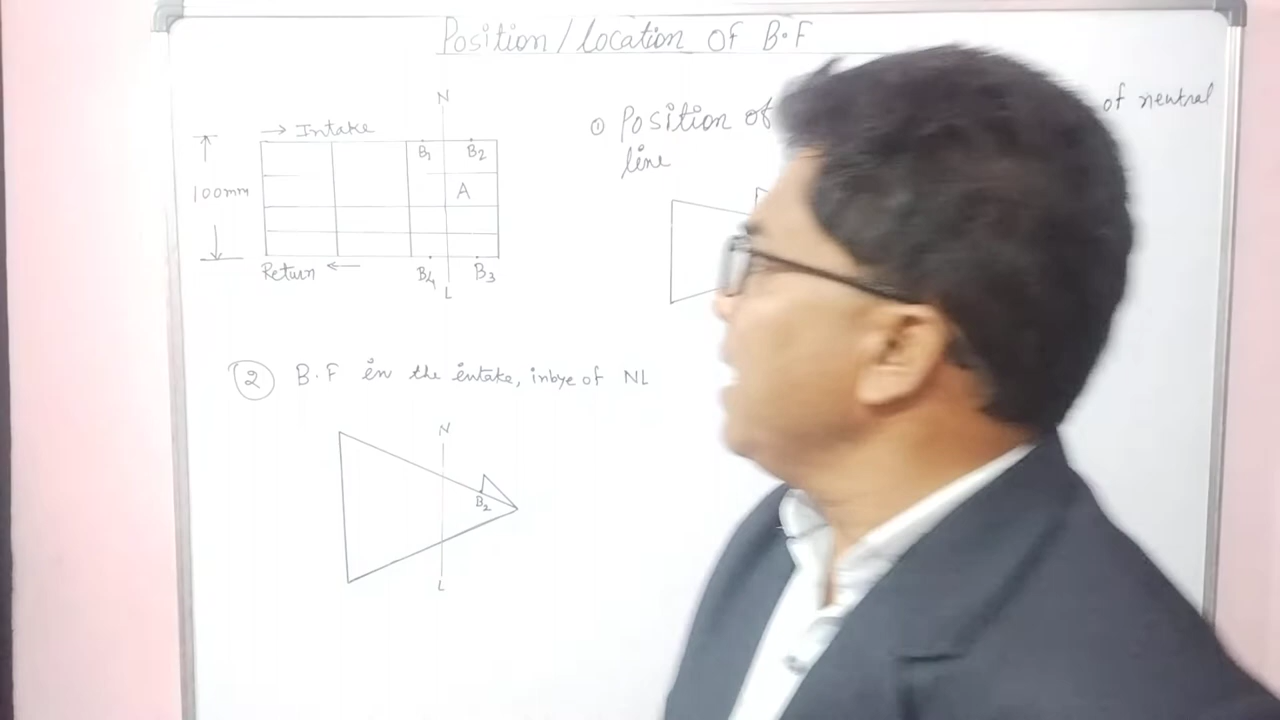 Position/location of B.F
N
→ Intake
B1 B2
100mm
A
Return ←
B4 B3
L
① Position of
of neutral
line
② B.F in the intake, inbye of NL
N
B2
L